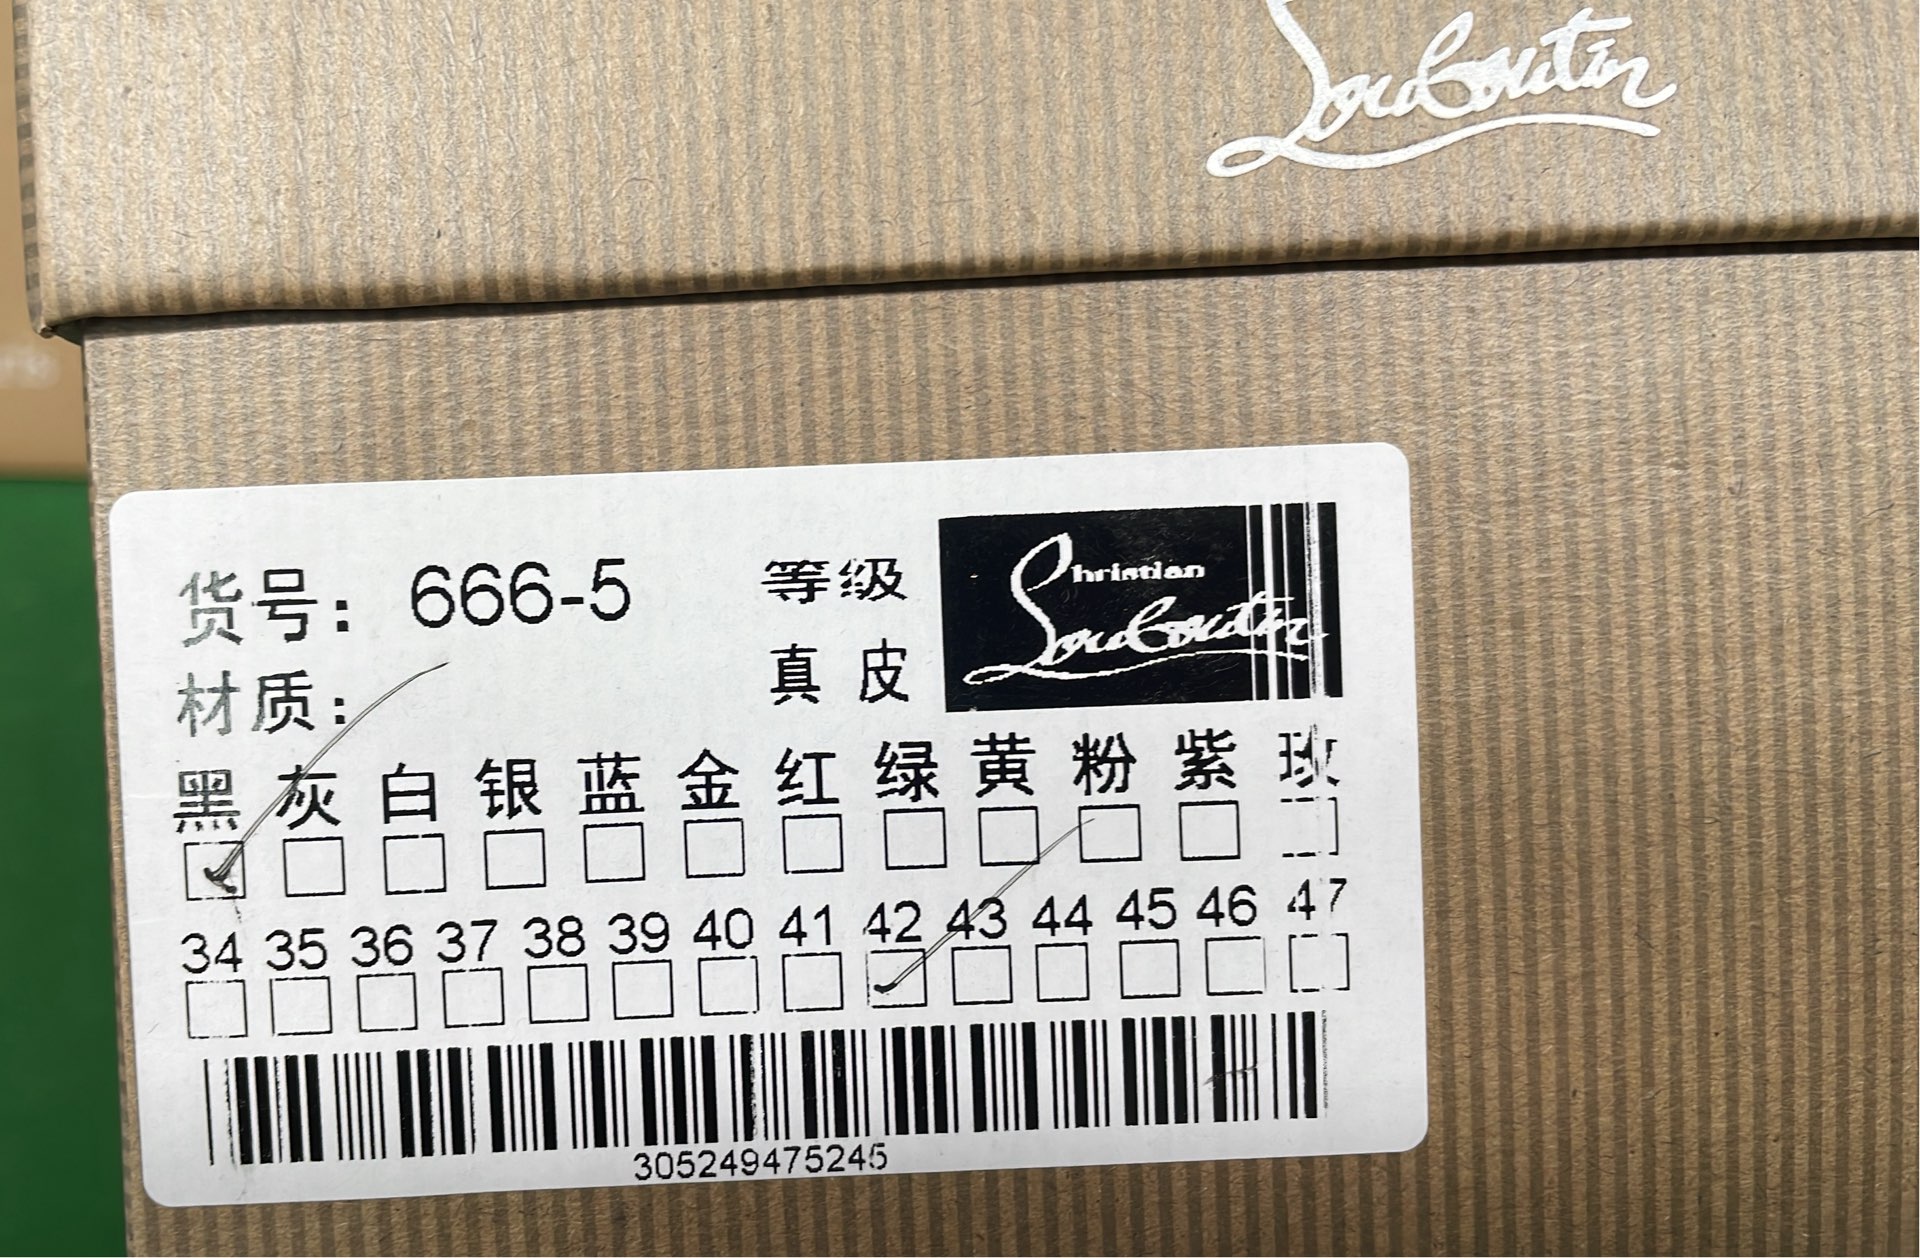 Louboutin
货号: 666-5 等级
材质: 真皮
Christian
Louboutin
黑 灰 白 银 蓝 金 红 绿 黄 粉 紫 玫
34 35 36 37 38 39 40 41 42 43 44 45 46 47
305249475245